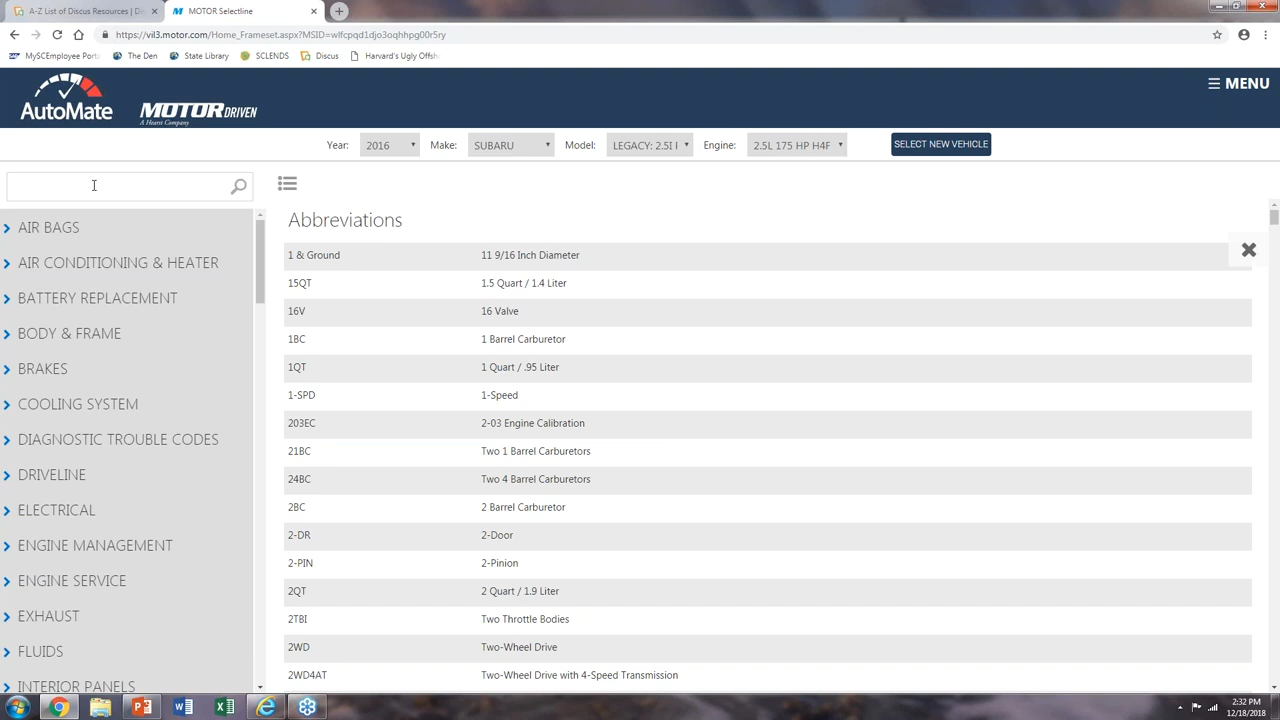 A-Z List of Discus Resources | De
MOTOR Selectline
https://vil3.motor.com/Home_Frameset.aspx?MSID=wlfcpqd1djo3oqhhpg00r5ry
MySCEmployee Port
The Den
State Library
SCLENDS
Discus
Harvard's Ugly Offsh
AutoMate
MOTOR DRIVEN
A Hearst Company
☰ MENU
Year: 2016 Make: SUBARU Model: LEGACY: 2.5I I Engine: 2.5L 175 HP H4F SELECT NEW VEHICLE
AIR BAGS
AIR CONDITIONING & HEATER
BATTERY REPLACEMENT
BODY & FRAME
BRAKES
COOLING SYSTEM
DIAGNOSTIC TROUBLE CODES
DRIVELINE
ELECTRICAL
ENGINE MANAGEMENT
ENGINE SERVICE
EXHAUST
FLUIDS
INTERIOR PANELS
Abbreviations
1 & Ground 11 9/16 Inch Diameter
15QT 1.5 Quart / 1.4 Liter
16V 16 Valve
1BC 1 Barrel Carburetor
1QT 1 Quart / .95 Liter
1-SPD 1-Speed
203EC 2-03 Engine Calibration
21BC Two 1 Barrel Carburetors
24BC Two 4 Barrel Carburetors
2BC 2 Barrel Carburetor
2-DR 2-Door
2-PIN 2-Pinion
2QT 2 Quart / 1.9 Liter
2TBI Two Throttle Bodies
2WD Two-Wheel Drive
2WD4AT Two-Wheel Drive with 4-Speed Transmission
2:32 PM
12/18/2018